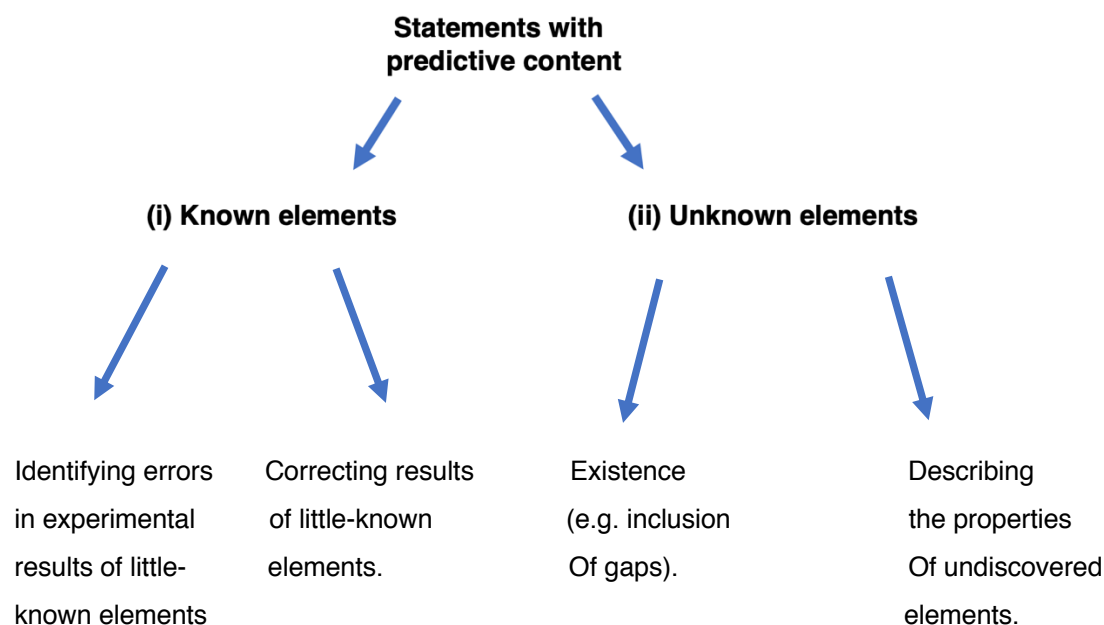 Statements with
predictive content
(i) Known elements
(ii) Unknown elements
Identifying errors
in experimental
results of little-
known elements
Correcting results
of little-known
elements.
Existence
(e.g. inclusion
Of gaps).
Describing
the properties
Of undiscovered
elements.